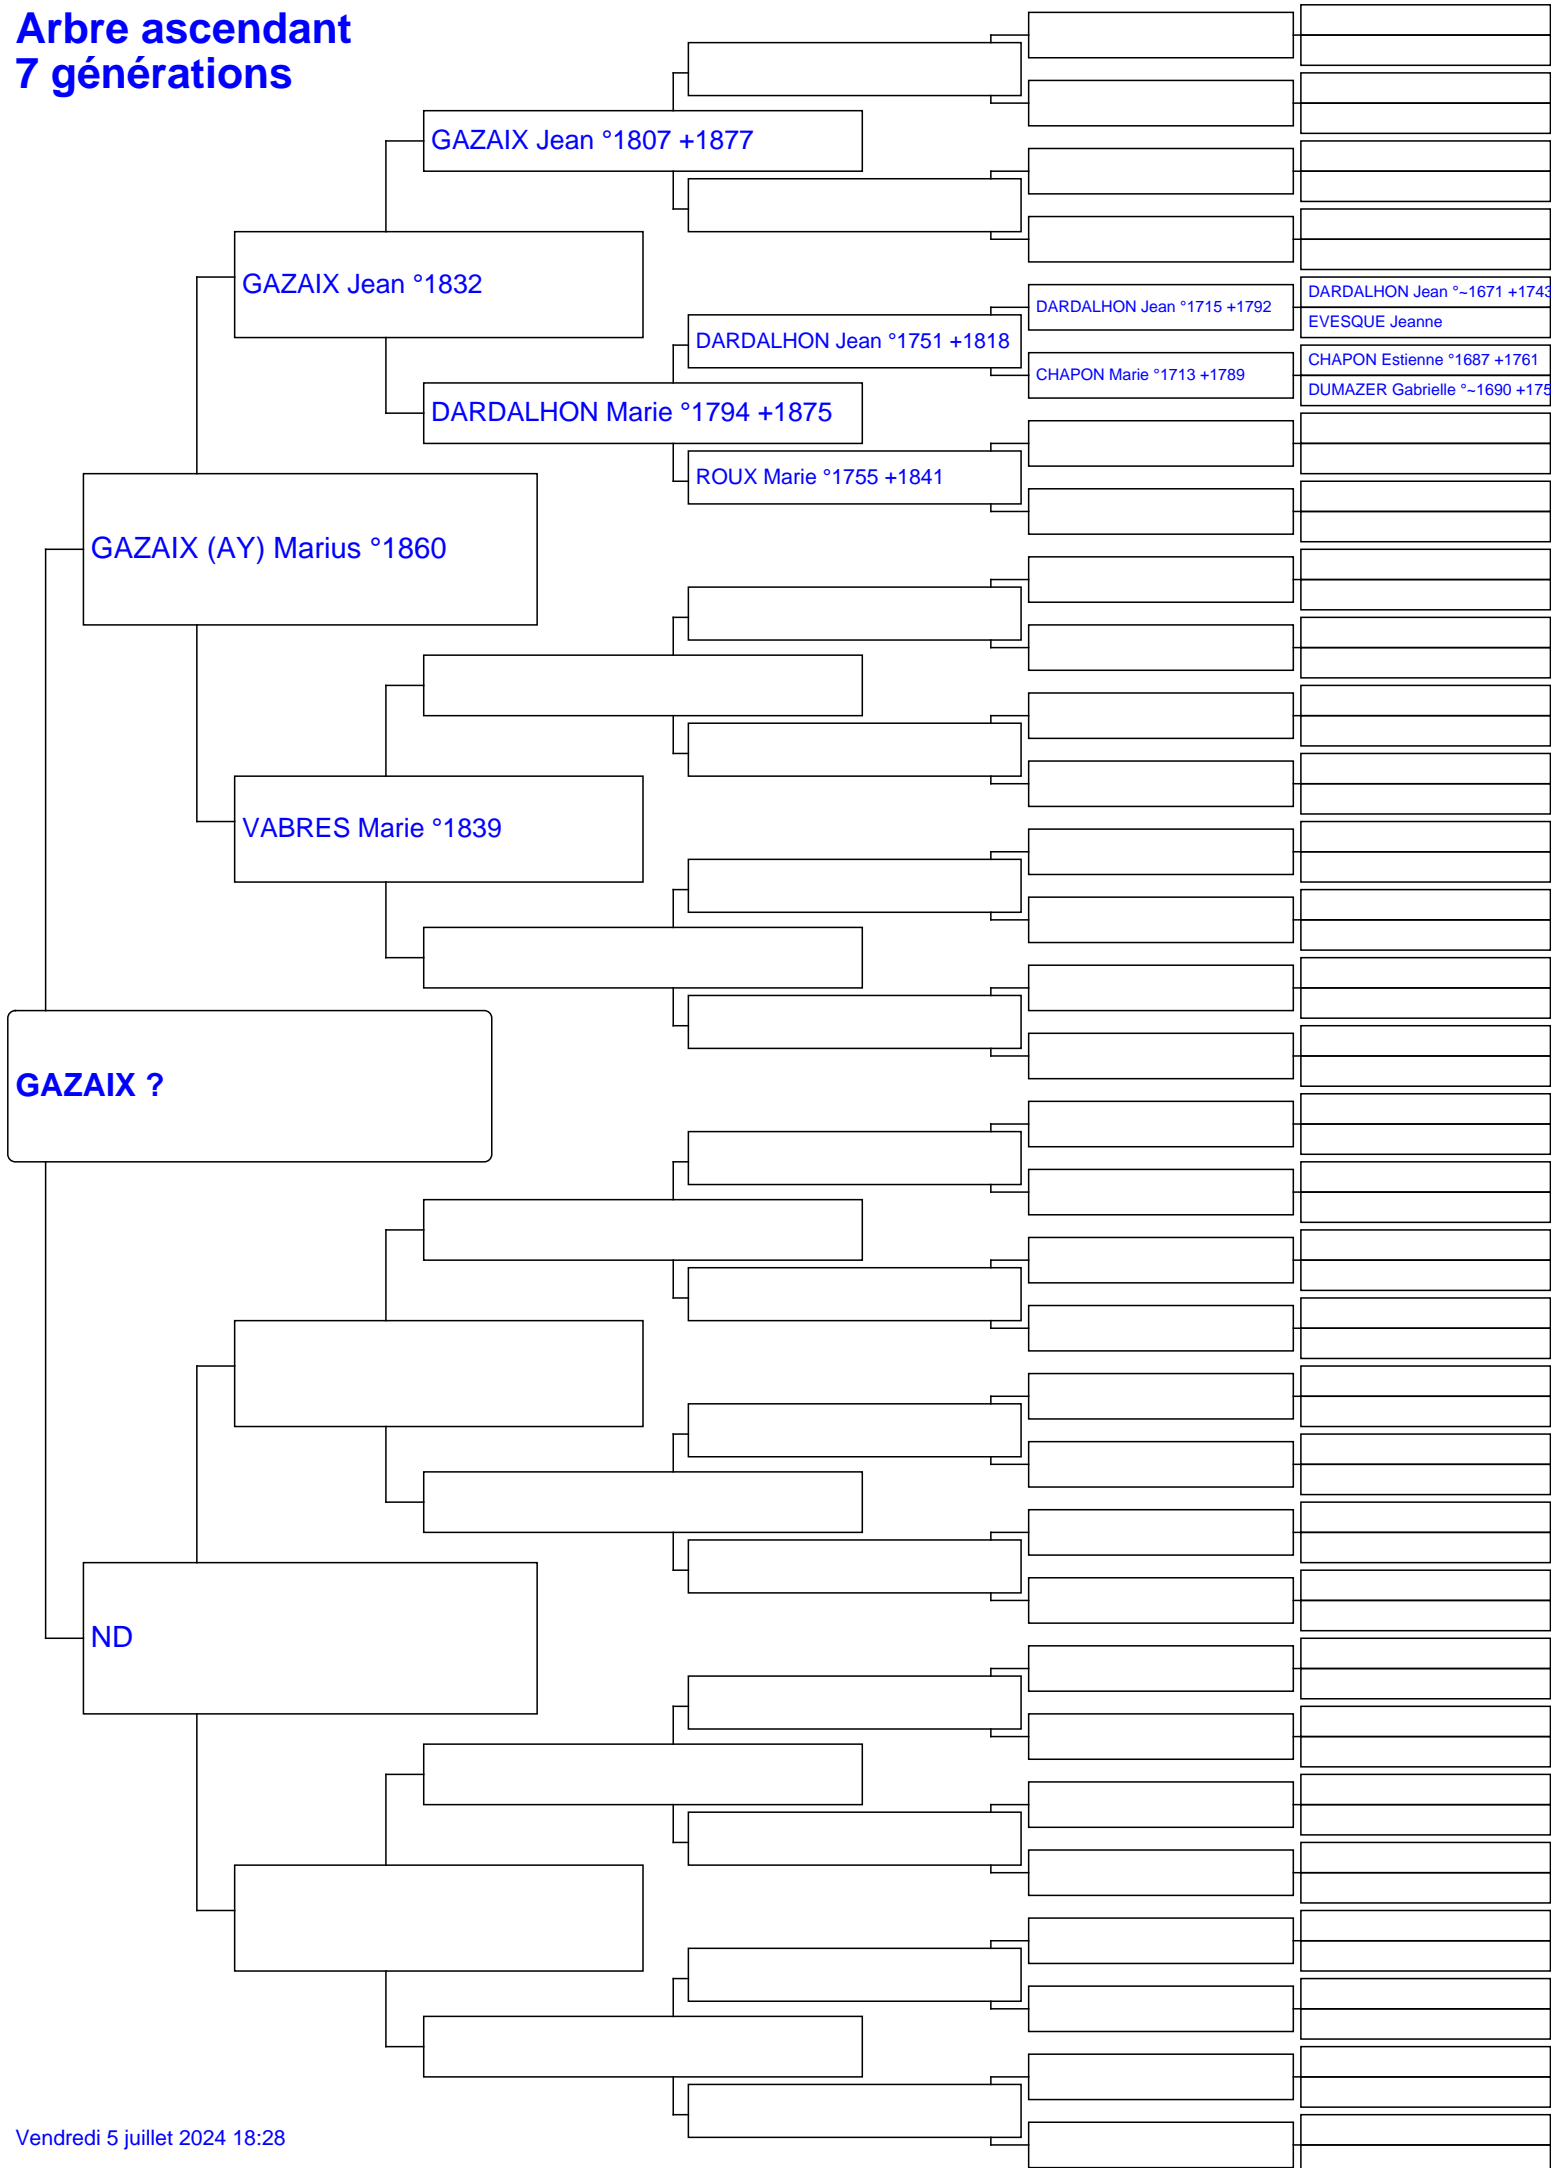 Arbre ascendant
7 générations
GAZAIX Jean °1807 +1877
GAZAIX Jean °1832
DARDALHON Jean °1715 +1792
DARDALHON Jean °~1671 +1743
EVESQUE Jeanne
DARDALHON Jean °1751 +1818
CHAPON Marie °1713 +1789
CHAPON Estienne °1687 +1761
DUMAZER Gabrielle °~1690 +175
DARDALHON Marie °1794 +1875
ROUX Marie °1755 +1841
GAZAIX (AY) Marius °1860
VABRES Marie °1839
GAZAIX ?
ND
Vendredi 5 juillet 2024 18:28